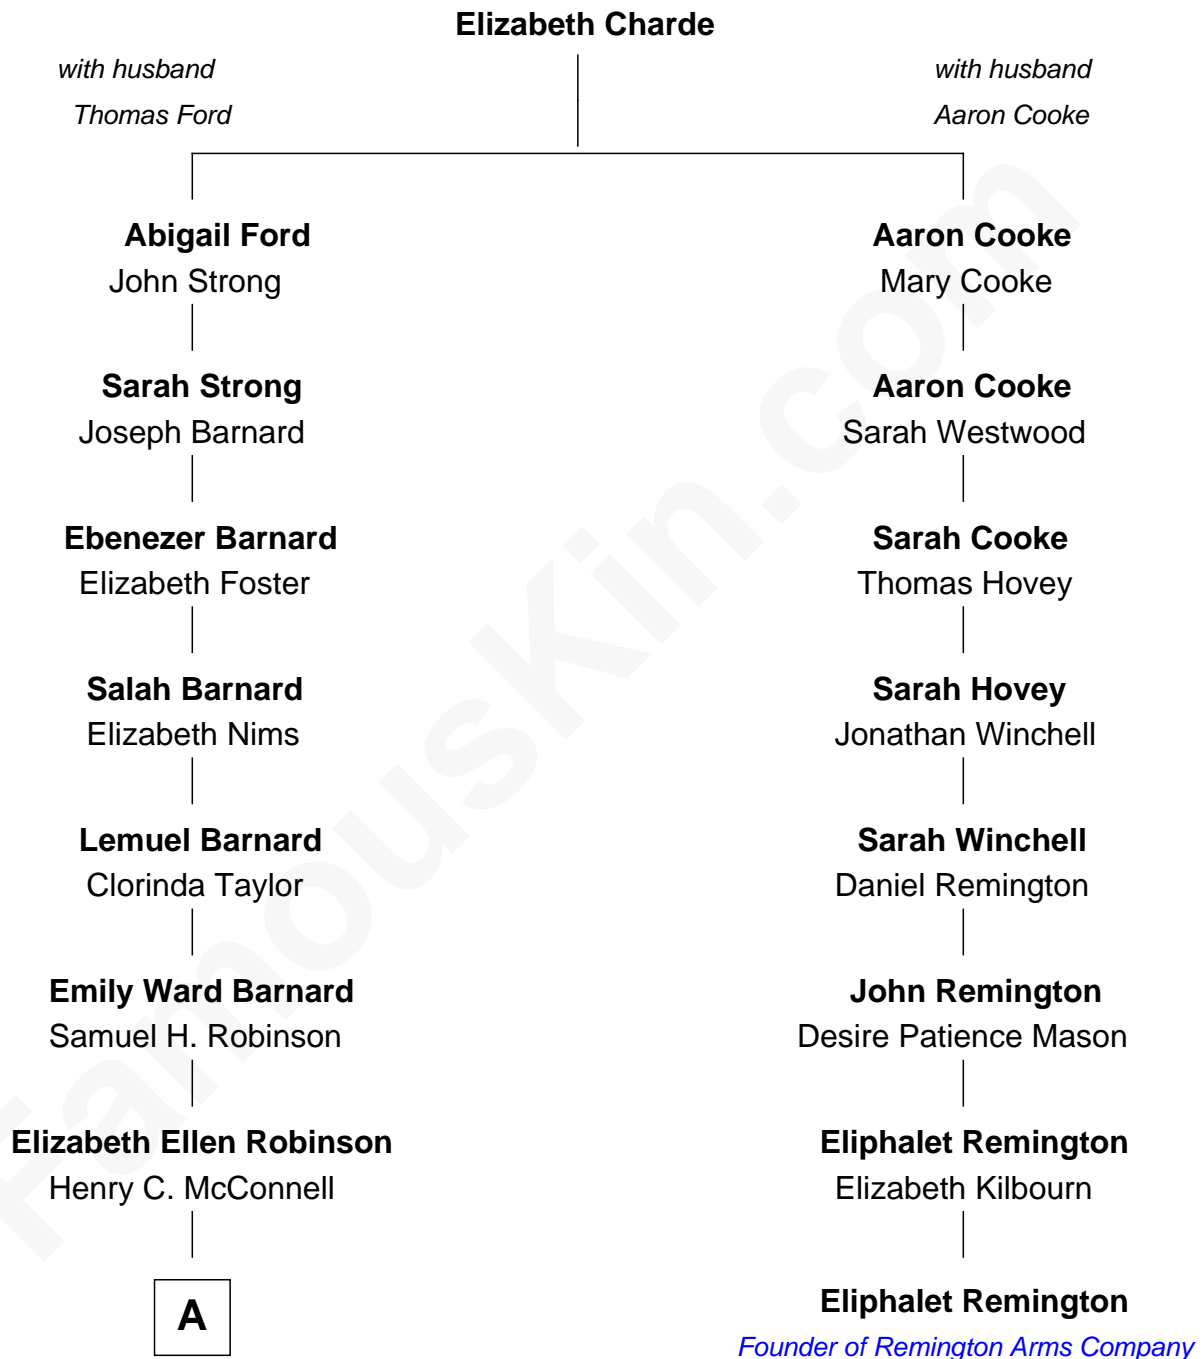 Elizabeth Charde
with husband
Thomas Ford
with husband
Aaron Cooke
Abigail Ford
John Strong
Aaron Cooke
Mary Cooke
Sarah Strong
Joseph Barnard
Aaron Cooke
Sarah Westwood
Ebenezer Barnard
Elizabeth Foster
Sarah Cooke
Thomas Hovey
Salah Barnard
Elizabeth Nims
Sarah Hovey
Jonathan Winchell
Lemuel Barnard
Clorinda Taylor
Sarah Winchell
Daniel Remington
Emily Ward Barnard
Samuel H. Robinson
John Remington
Desire Patience Mason
Elizabeth Ellen Robinson
Henry C. McConnell
Eliphalet Remington
Elizabeth Kilbourn
A
Eliphalet Remington
Founder of Remington Arms Company
FamousKin.com